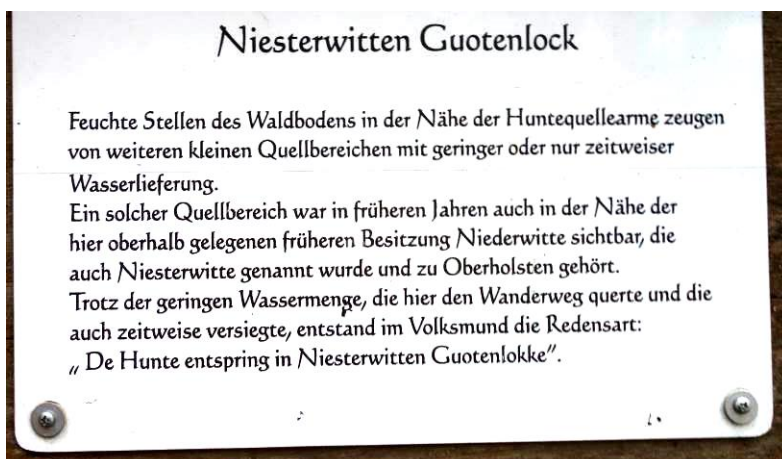 Niesterwitten Guotenlock
Feuchte Stellen des Waldbodens in der Nähe der Huntequellearme zeugen
von weiteren kleinen Quellbereichen mit geringer oder nur zeitweiser
Wasserlieferung.
Ein solcher Quellbereich war in früheren Jahren auch in der Nähe der
hier oberhalb gelegenen früheren Besitzung Niederwitte sichtbar, die
auch Niesterwitte genannt wurde und zu Oberholsten gehört.
Trotz der geringen Wassermenge, die hier den Wanderweg querte und die
auch zeitweise versiegte, entstand im Volksmund die Redensart:
„ De Hunte entspring in Niesterwitten Guotenlokke".